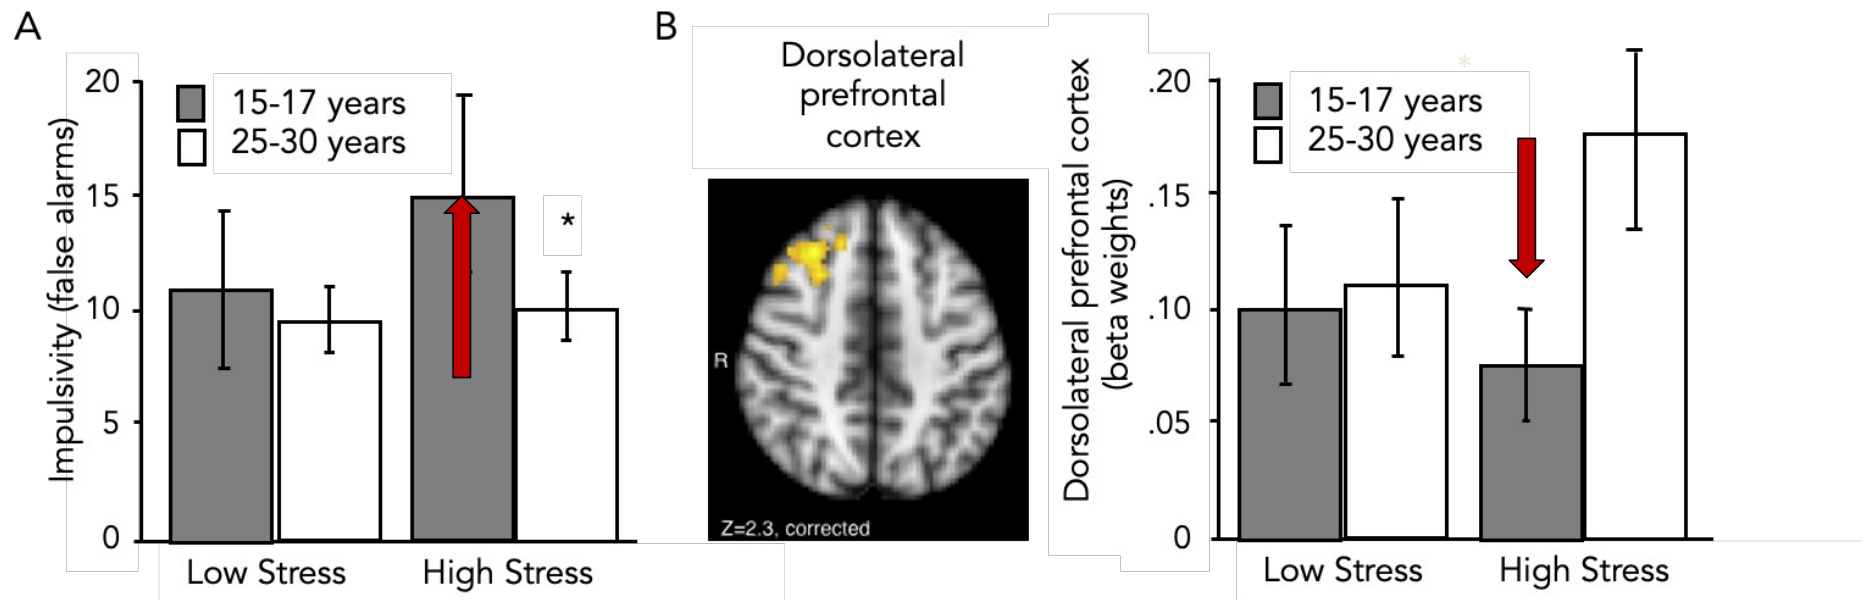 A
Impulsivity (false alarms)
20
15
10
5
0
15-17 years
25-30 years
*
Low Stress
High Stress
B
Dorsolateral
prefrontal
cortex
R
Z=2.3, corrected
Dorsolateral prefrontal cortex
(beta weights)
.20
.15
.10
.05
0
*
15-17 years
25-30 years
Low Stress
High Stress